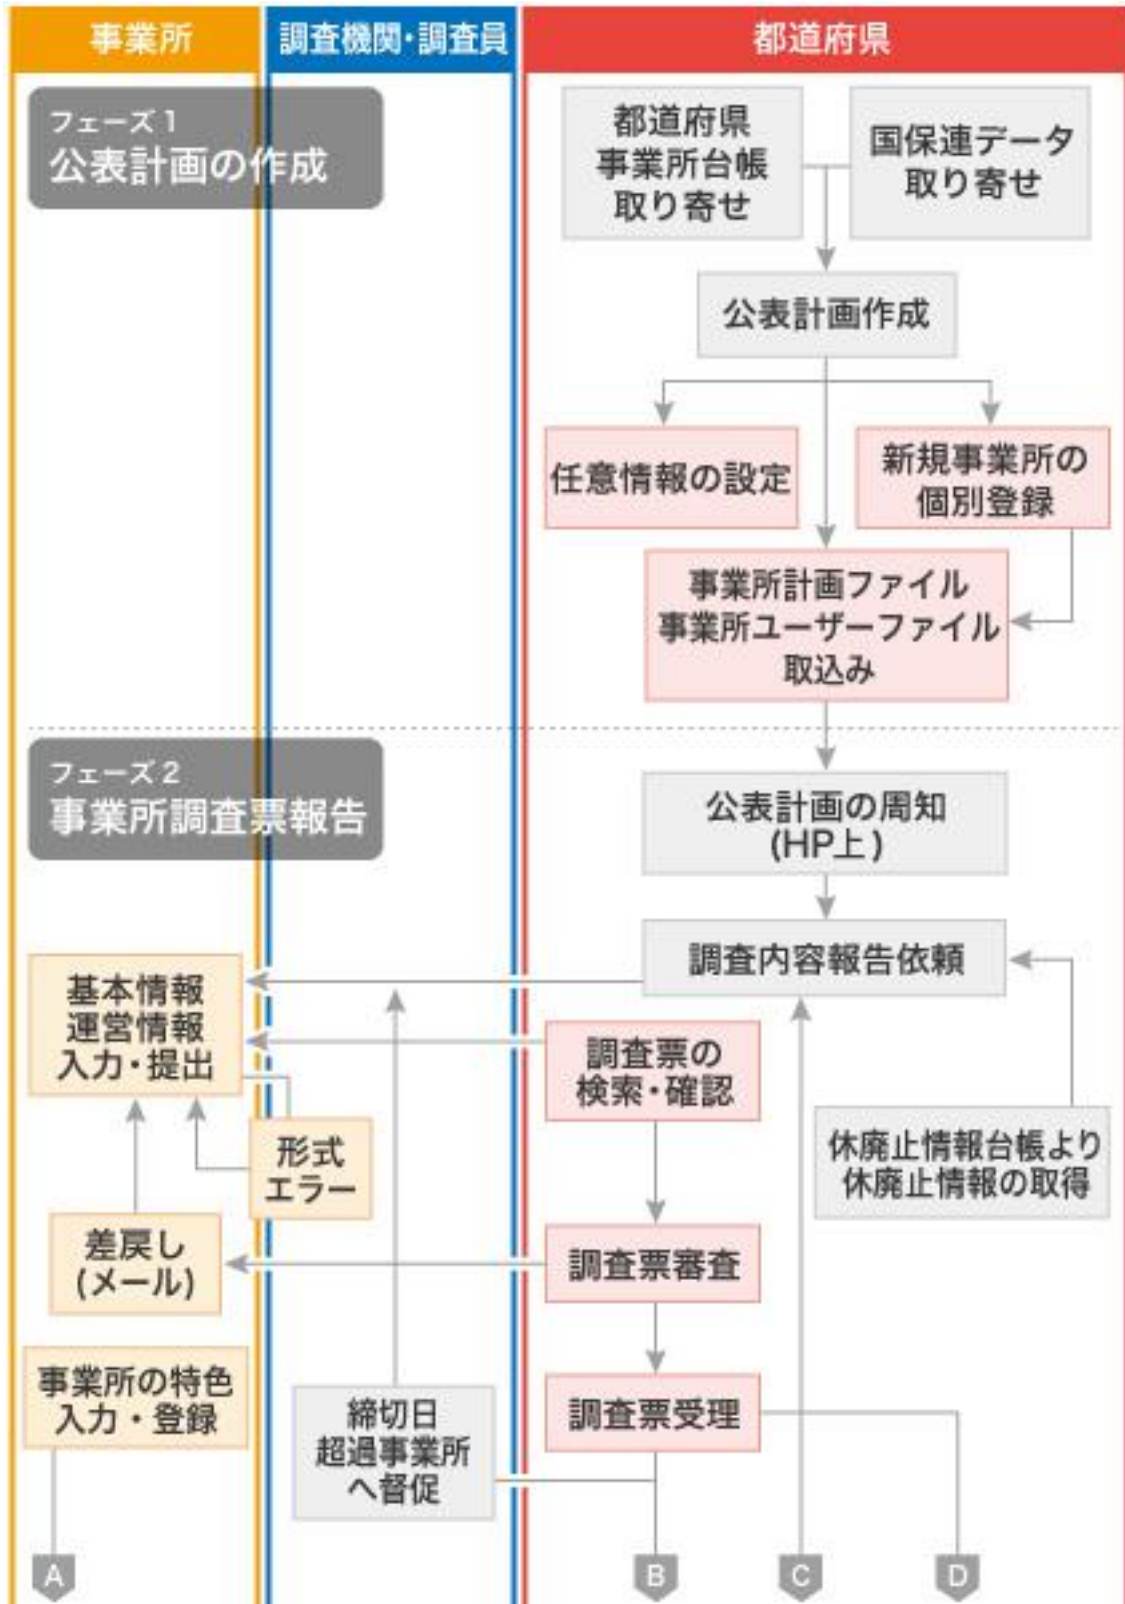 事業所
調査機関・調査員
都道府県
フェーズ1
公表計画の作成
都道府県
事業所台帳
取り寄せ
国保連データ
取り寄せ
公表計画作成
任意情報の設定
新規事業所の
個別登録
事業所計画ファイル
事業所ユーザーファイル
取込み
フェーズ2
事業所調査票報告
公表計画の周知
(HP上)
調査内容報告依頼
基本情報
運営情報
入力・提出
調査票の
検索・確認
形式
エラー
休廃止情報台帳より
休廃止情報の取得
差戻し
(メール)
調査票審査
事業所の特色
入力・登録
締切日
超過事業所
へ督促
調査票受理
A
B
C
D